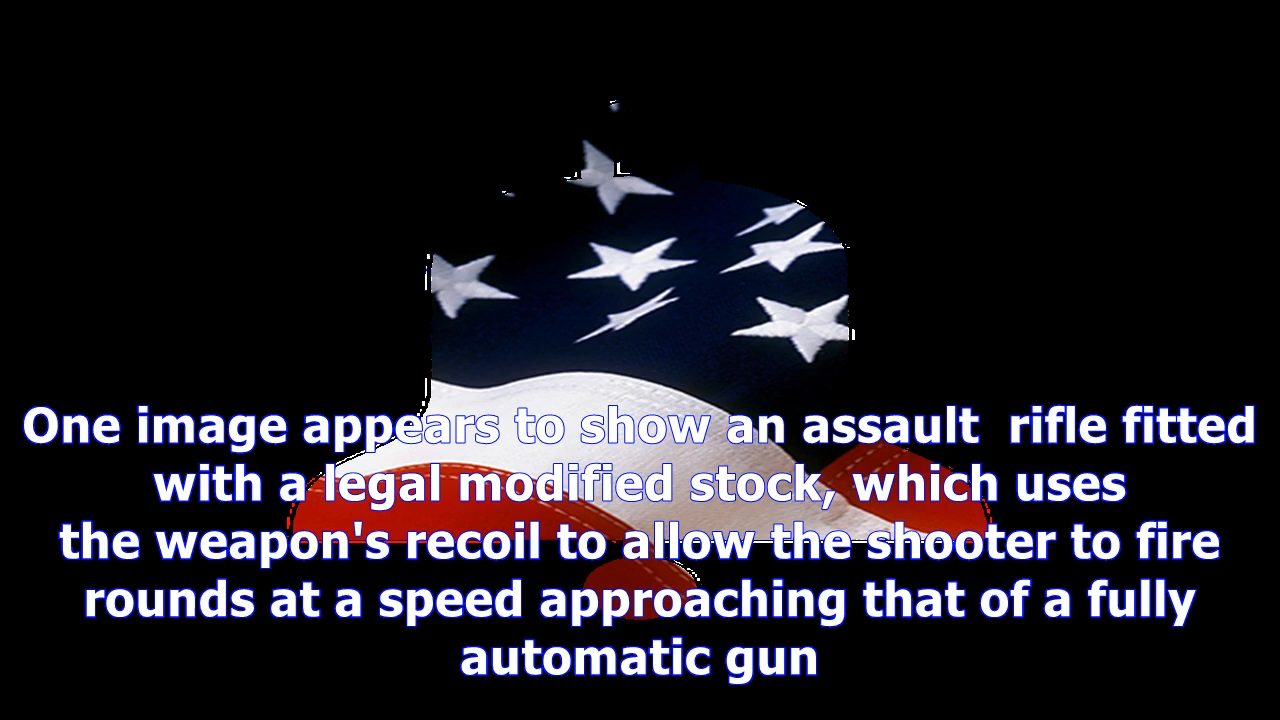 One image appears to show an assault  rifle fitted
with a legal modified stock, which uses
the weapon's recoil to allow the shooter to fire
rounds at a speed approaching that of a fully
automatic gun